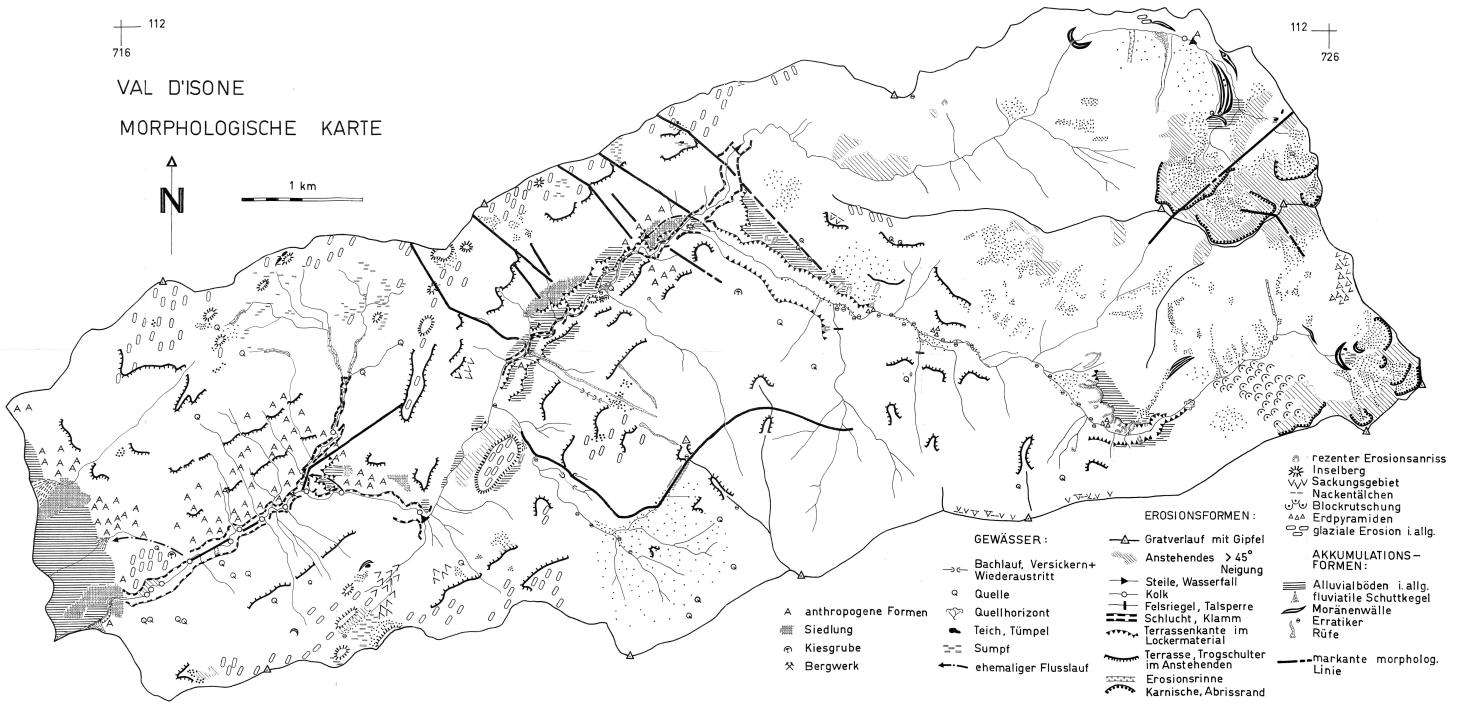 112
716
112
726
VAL D'ISONE
MORPHOLOGISCHE KARTE
N
1 km
A anthropogene Formen
Siedlung
Kiesgrube
Bergwerk
GEWÄSSER:
Bachlauf, Versickern+
Wiederaustritt
Q Quelle
Quellhorizont
Teich, Tümpel
Sumpf
ehemaliger Flusslauf
EROSIONSFORMEN:
Gratverlauf mit Gipfel
Anstehendes > 45°
Neigung
Steile, Wasserfall
Kolk
Felsriegel, Talsperre
Schlucht, Klamm
Terrassenkante im
Lockermaterial
Terrasse, Trogschulter
im Anstehenden
Erosionsrinne
Karnische, Abrissrand
rezenter Erosionsanriss
Inselberg
Sackungsgebiet
Nackentälchen
Blockrutschung
Erdpyramiden
glaziale Erosion i. allg.
AKKUMULATIONS-
FORMEN:
Alluvialböden i. allg.
fluviatile Schuttkegel
Moränenwälle
Erratiker
Rüfe
markante morpholog.
Linie